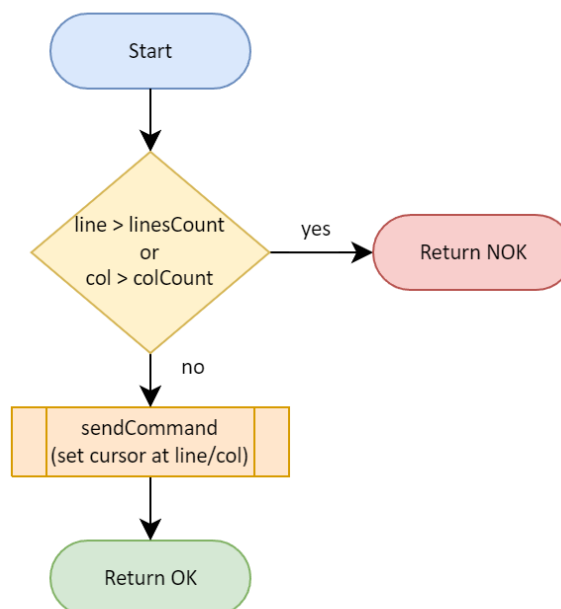 Start
line > linesCount
or
col > colCount
yes
Return NOK
no
sendCommand
(set cursor at line/col)
Return OK